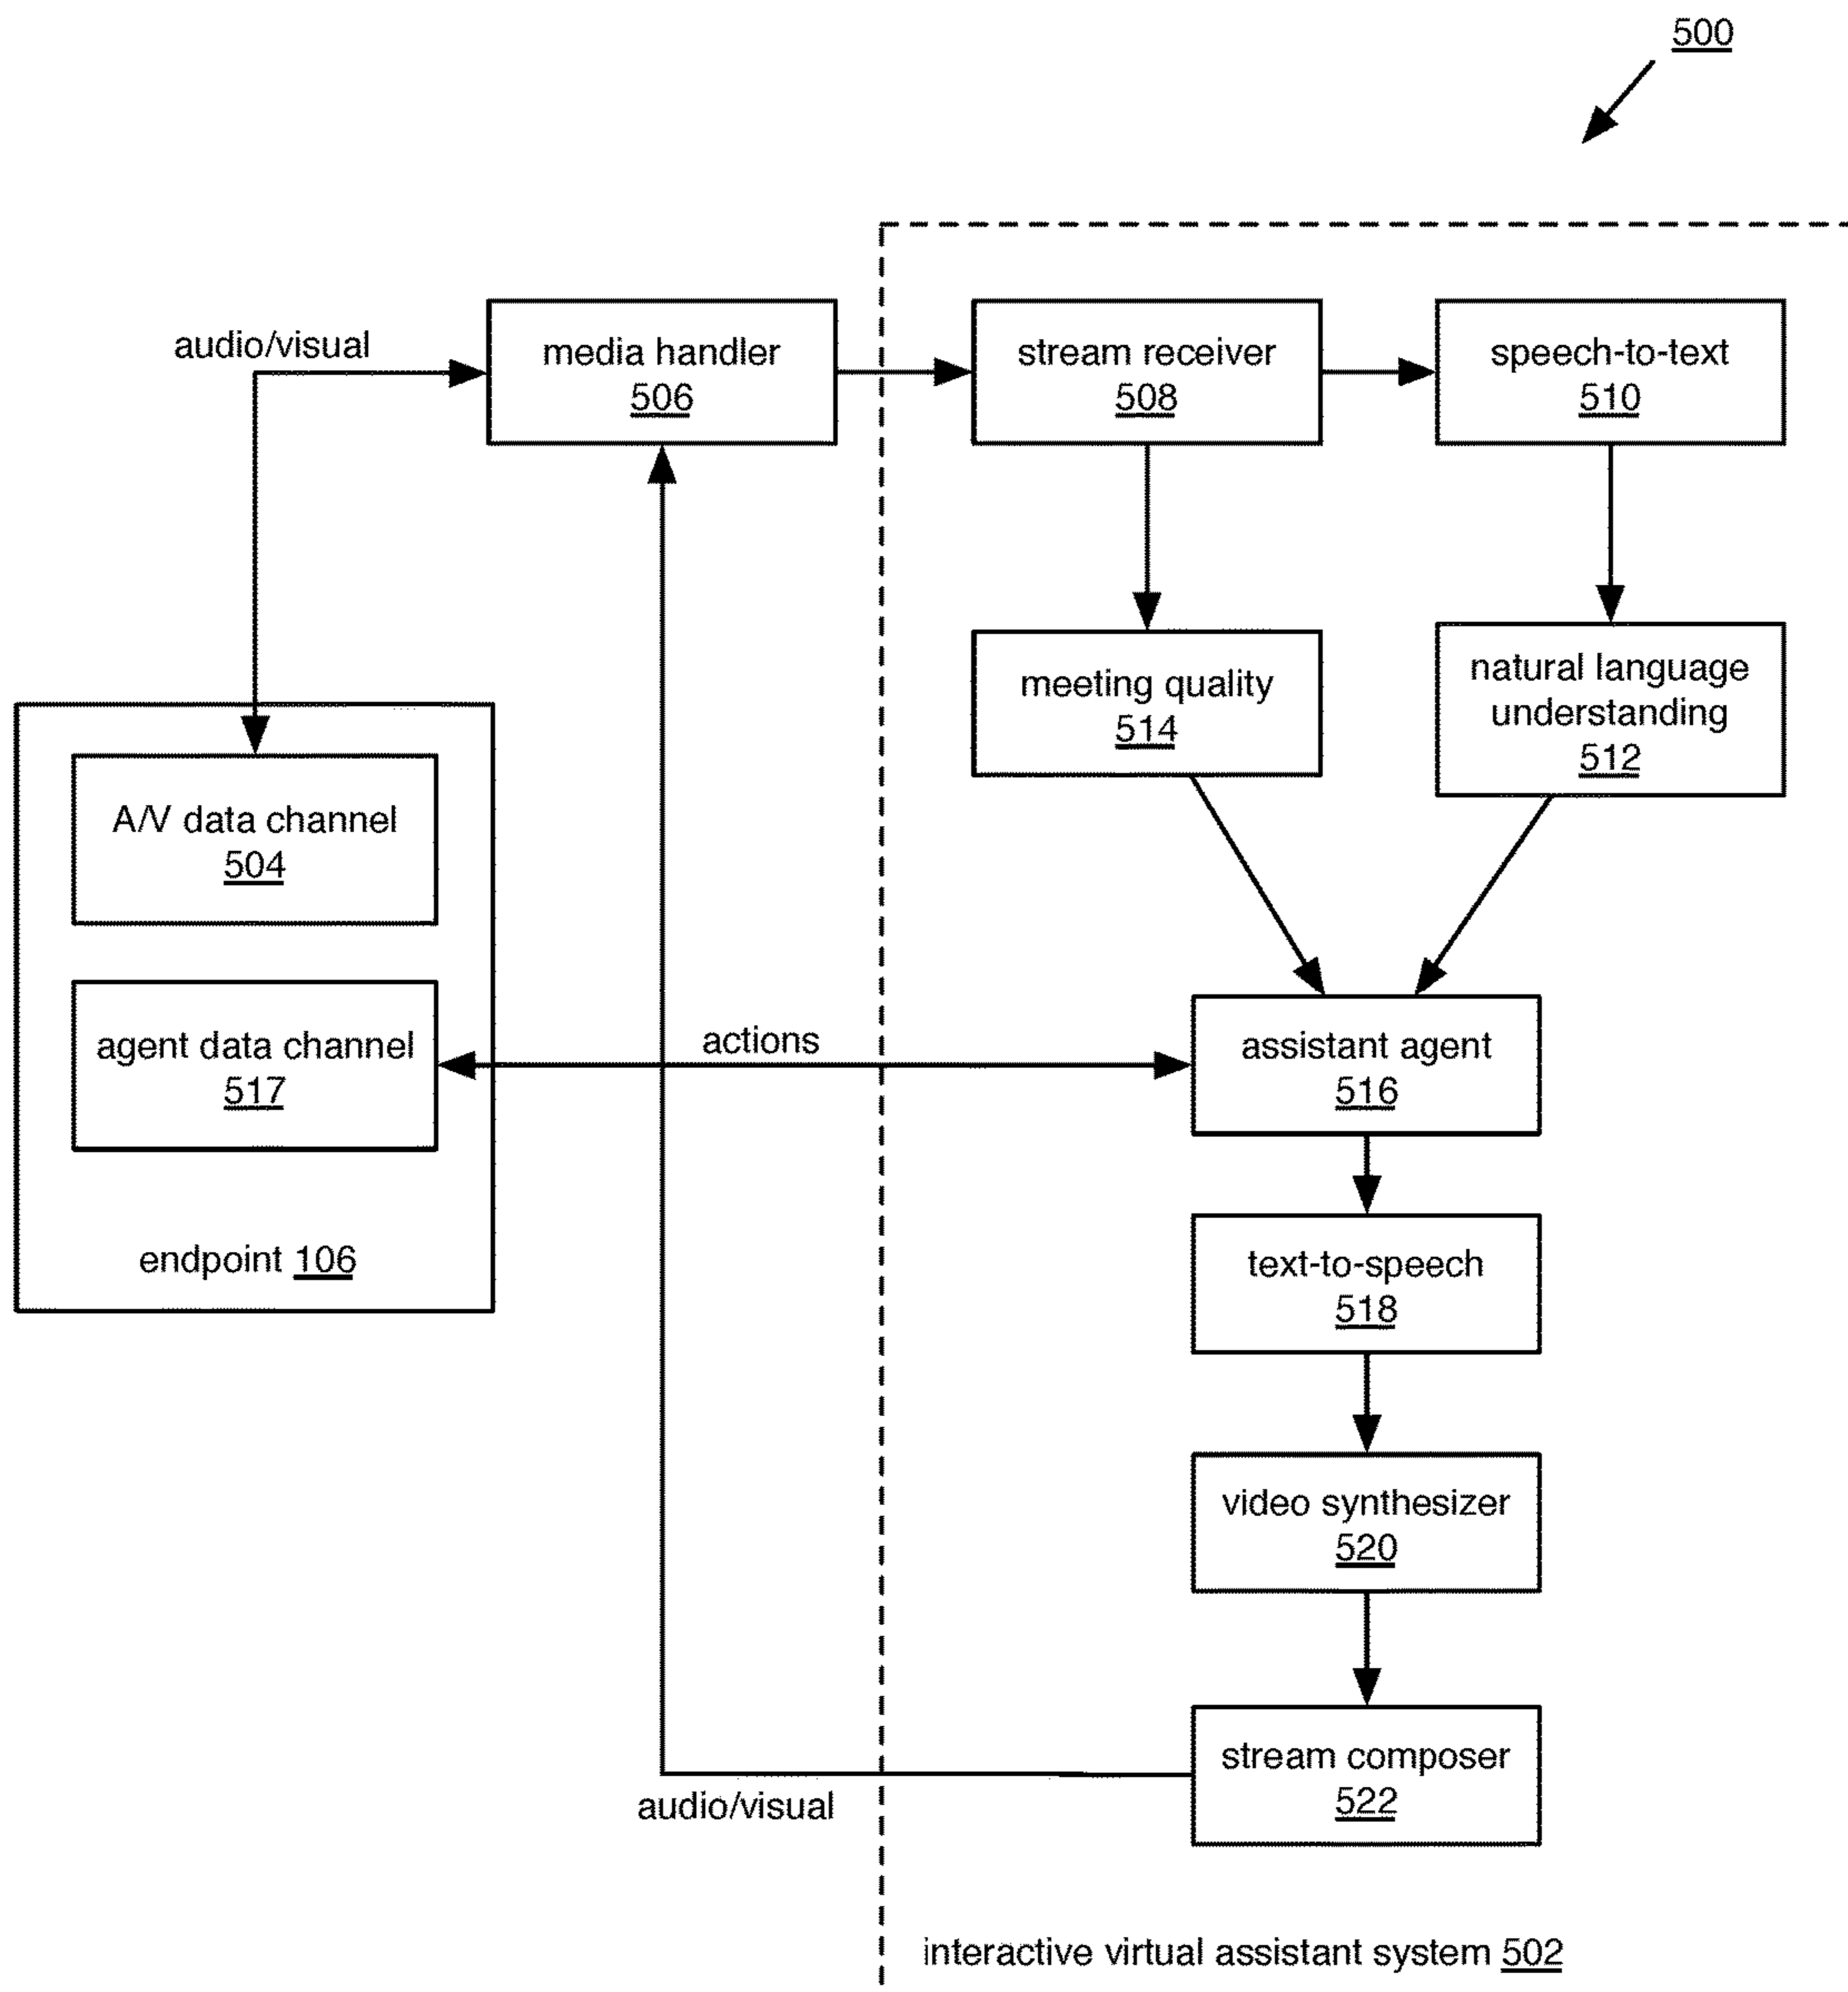 500
audio/visual
media handler
506
stream receiver
508
speech-to-text
510
meeting quality
514
natural language
understanding
512
A/V data channel
504
agent data channel
517
endpoint 106
actions
assistant agent
516
text-to-speech
518
video synthesizer
520
stream composer
522
audio/visual
interactive virtual assistant system 502